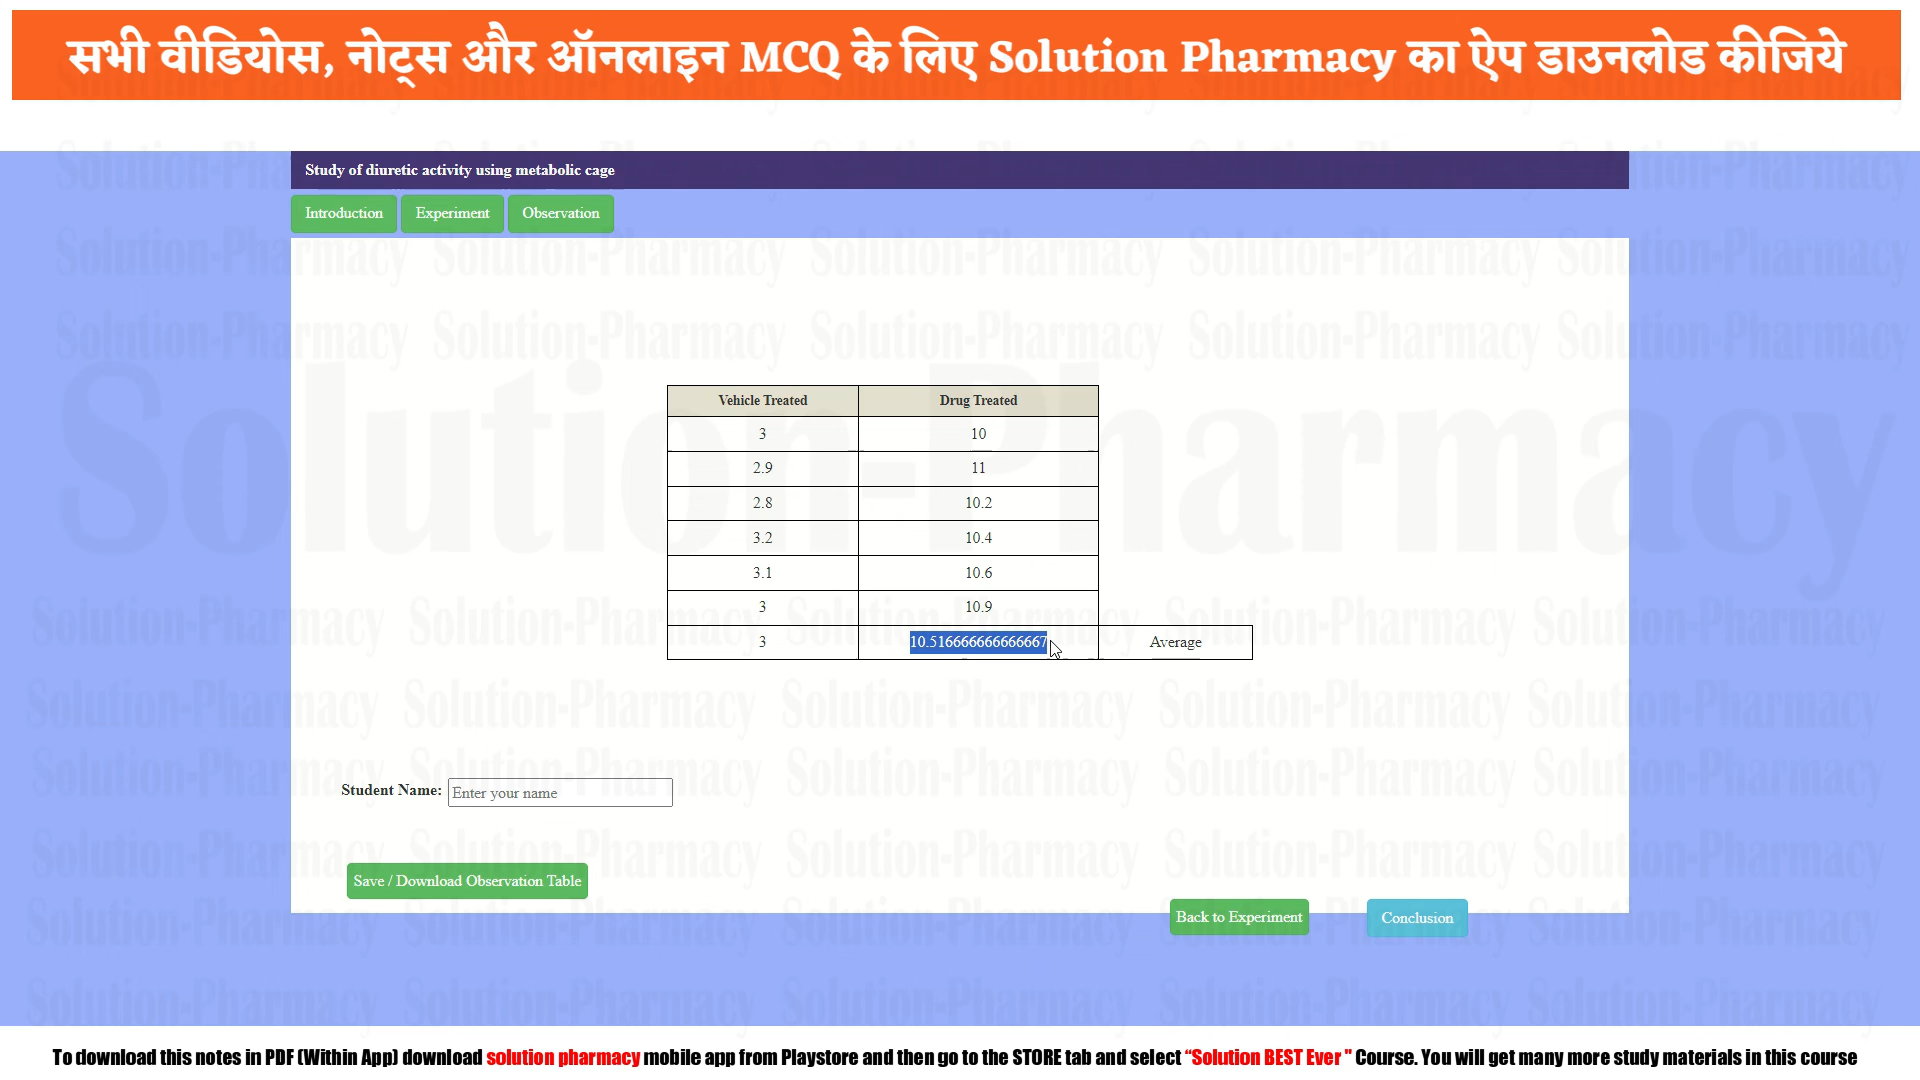 सभी वीडियोस, नोट्स और ऑनलाइन MCQ के लिए Solution Pharmacy का ऐप डाउनलोड कीजिये
Study of diuretic activity using metabolic cage
Introduction Experiment Observation
Solution-Pharmacy
Vehicle Treated Drug Treated
3 10
2.9 11
2.8 10.2
3.2 10.4
3.1 10.6
3 10.9
3 10.516666666666667 Average
Student Name: Enter your name
Save / Download Observation Table
Back to Experiment Conclusion
To download this notes in PDF (Within App) download solution pharmacy mobile app from Playstore and then go to the STORE tab and select “Solution BEST Ever " Course. You will get many more study materials in this course